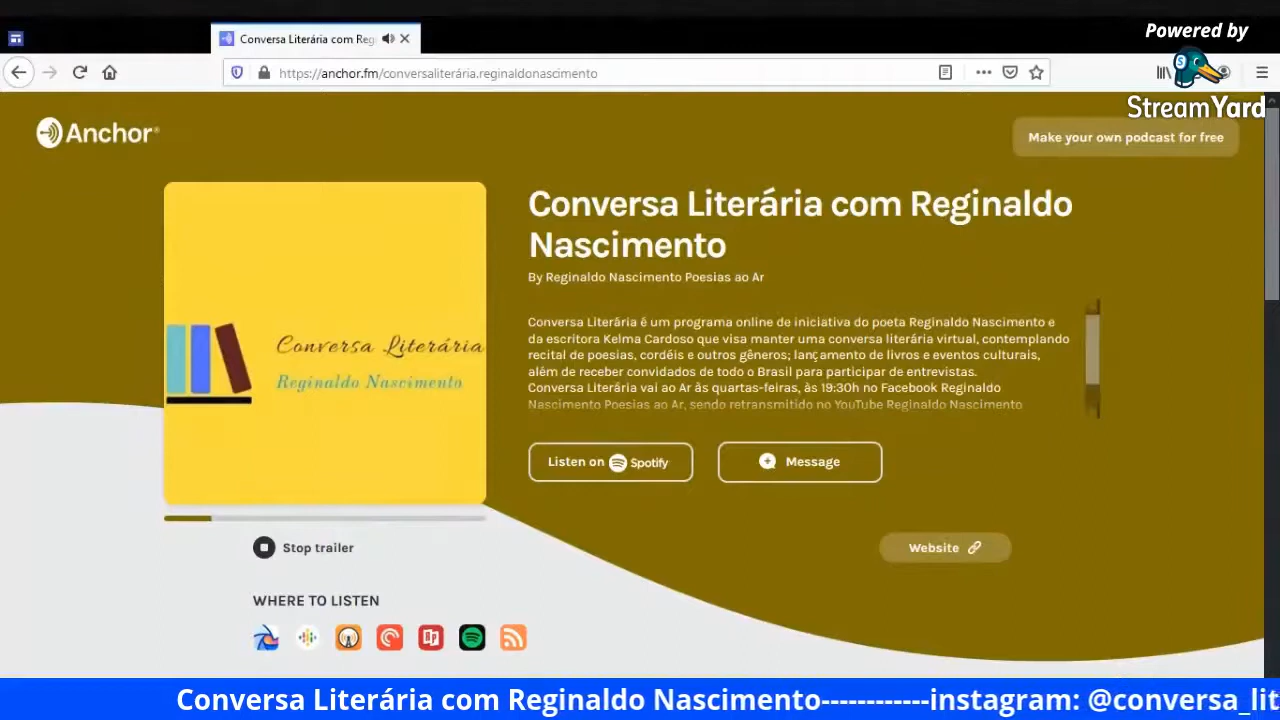 Powered by
StreamYard
Conversa Literária com Reg
https://anchor.fm/conversaliterária.reginaldonascimento
Anchor®
Make your own podcast for free
Conversa Literária com Reginaldo
Nascimento
By Reginaldo Nascimento Poesias ao Ar
Conversa Literária é um programa online de iniciativa do poeta Reginaldo Nascimento e
da escritora Kelma Cardoso que visa manter uma conversa literária virtual, contemplando
recital de poesias, cordéis e outros gêneros; lançamento de livros e eventos culturais,
além de receber convidados de todo o Brasil para participar de entrevistas.
Conversa Literária vai ao Ar às quartas-feiras, às 19:30h no Facebook Reginaldo
Nascimento Poesias ao Ar, sendo retransmitido no YouTube Reginaldo Nascimento
Conversa Literária
Reginaldo Nascimento
Listen on Spotify
Message
Stop trailer
Website
WHERE TO LISTEN
Conversa Literária com Reginaldo Nascimento------------instagram: @conversa_lit